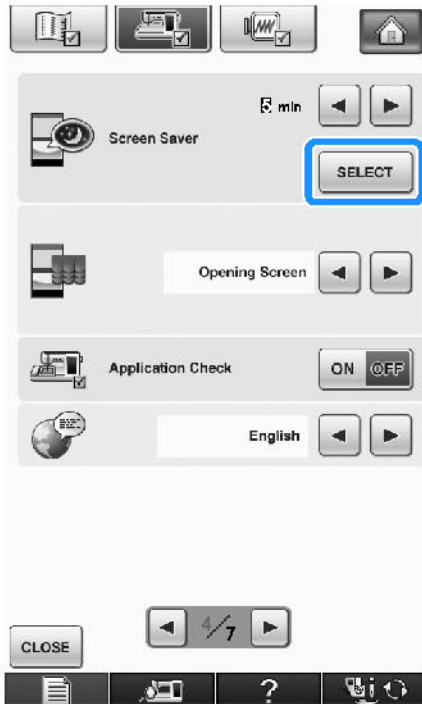 5 min
Screen Saver
SELECT
Opening Screen
Application Check
ON OFF
English
4/7
CLOSE
?